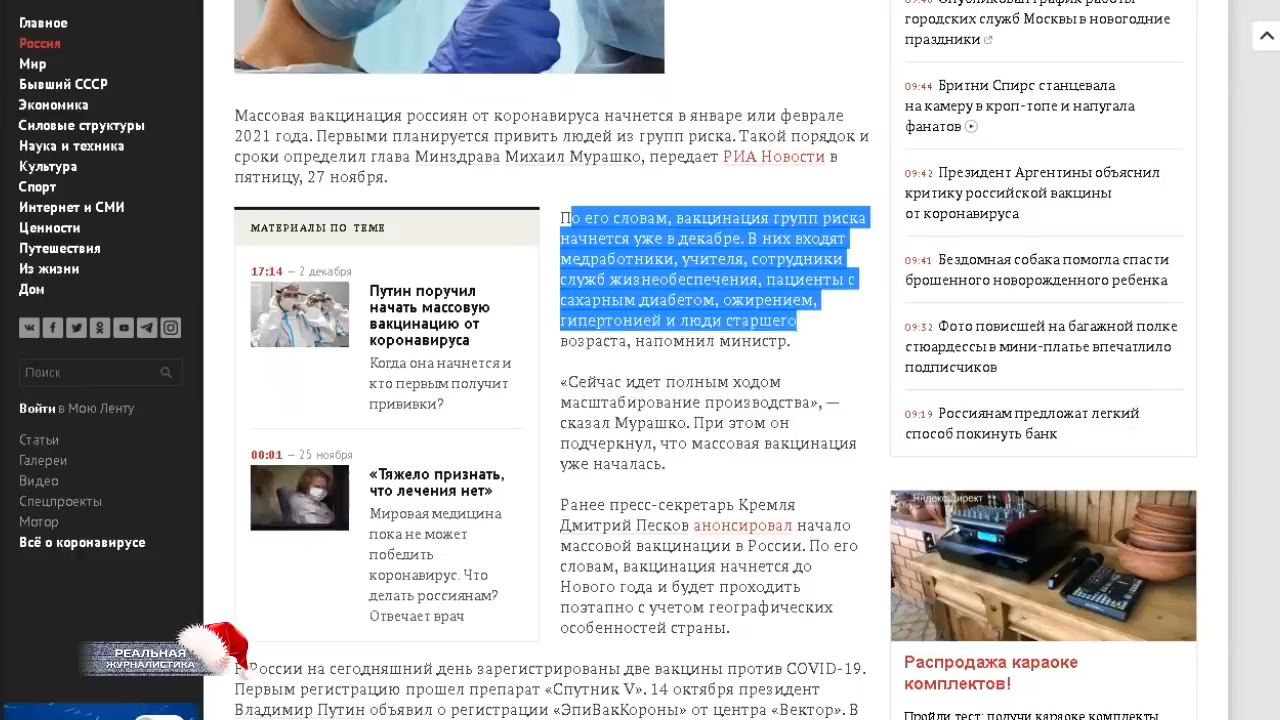 Главное
Россия
Мир
Бывший СССР
Экономика
Силовые структуры
Наука и техника
Культура
Спорт
Интернет и СМИ
Ценности
Путешествия
Из жизни
Дом
Поиск
Войти в Мою Ленту
Статьи
Галереи
Видео
Спецпроекты
Мотор
Всё о коронавирусе
РЕАЛЬНАЯ
ЖУРНАЛИСТИКА
Массовая вакцинация россиян от коронавируса начнется в январе или феврале
2021 года. Первыми планируется привить людей из групп риска. Такой порядок и
сроки определил глава Минздрава Михаил Мурашко, передает РИА Новости в
пятницу, 27 ноября.
МАТЕРИАЛЫ ПО ТЕМЕ
17:14 — 2 декабря
Путин поручил
начать массовую
вакцинацию от
коронавируса
Когда она начнется и
кто первым получит
прививки?
00:01 — 25 ноября
«Тяжело признать,
что лечения нет»
Мировая медицина
пока не может
победить
коронавирус. Что
делать россиянам?
Отвечает врач
По его словам, вакцинация групп риска
начнется уже в декабре. В них входят
медработники, учителя, сотрудники
служб жизнеобеспечения, пациенты с
сахарным диабетом, ожирением,
гипертонией и люди старшего
возраста, напомнил министр.
«Сейчас идет полным ходом
масштабирование производства», —
сказал Мурашко. При этом он
подчеркнул, что массовая вакцинация
уже началась.
Ранее пресс-секретарь Кремля
Дмитрий Песков анонсировал начало
массовой вакцинации в России. По его
словам, вакцинация начнется до
Нового года и будет проходить
поэтапно с учетом географических
особенностей страны.
В России на сегодняшний день зарегистрированы две вакцины против COVID-19.
Первым регистрацию прошел препарат «Спутник V». 14 октября президент
Владимир Путин объявил о регистрации «ЭпиВакКороны» от центра «Вектор». В
городских служб Москвы в новогодние
праздники
09:44 Бритни Спирс станцевала
на камеру в кроп-топе и напугала
фанатов
09:42 Президент Аргентины объяснил
критику российской вакцины
от коронавируса
09:41 Бездомная собака помогла спасти
брошенного новорожденного ребенка
09:32 Фото повисшей на багажной полке
стюардессы в мини-платье впечатлило
подписчиков
09:19 Россиянам предложат легкий
способ покинуть банк
Яндекс.Директ
Распродажа караоке
комплектов!
Пройди тест: получи караоке комплекты